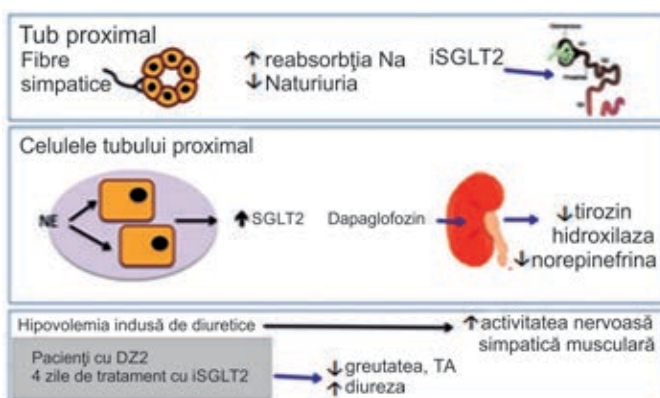 Tub proximal
Fibre
simpatice
↑ reabsorbţia Na
↓ Naturiuria
iSGLT2
Celulele tubului proximal
NE
↑ SGLT2
Dapaglofozin
↓ tirozin
hidroxilaza
↓ norepinefrina
Hipovolemia indusă de diuretice
↑ activitatea nervoasă
simpatică musculară
Pacienţi cu DZ2
4 zile de tratament cu iSGLT2
↓ greutatea, TA
↑ diureza